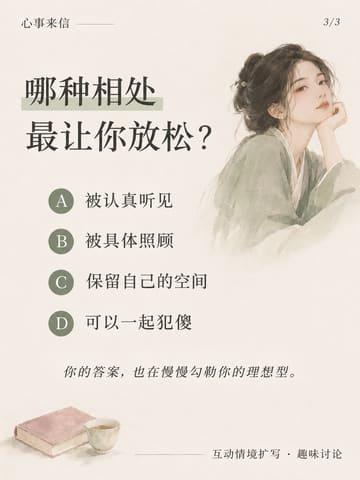 心事来信
3/3
哪种相处
最让你放松？
A 被认真听见
B 被具体照顾
C 保留自己的空间
D 可以一起犯傻
你的答案，也在慢慢勾勒你的理想型。
互动情境扩写 · 趣味讨论